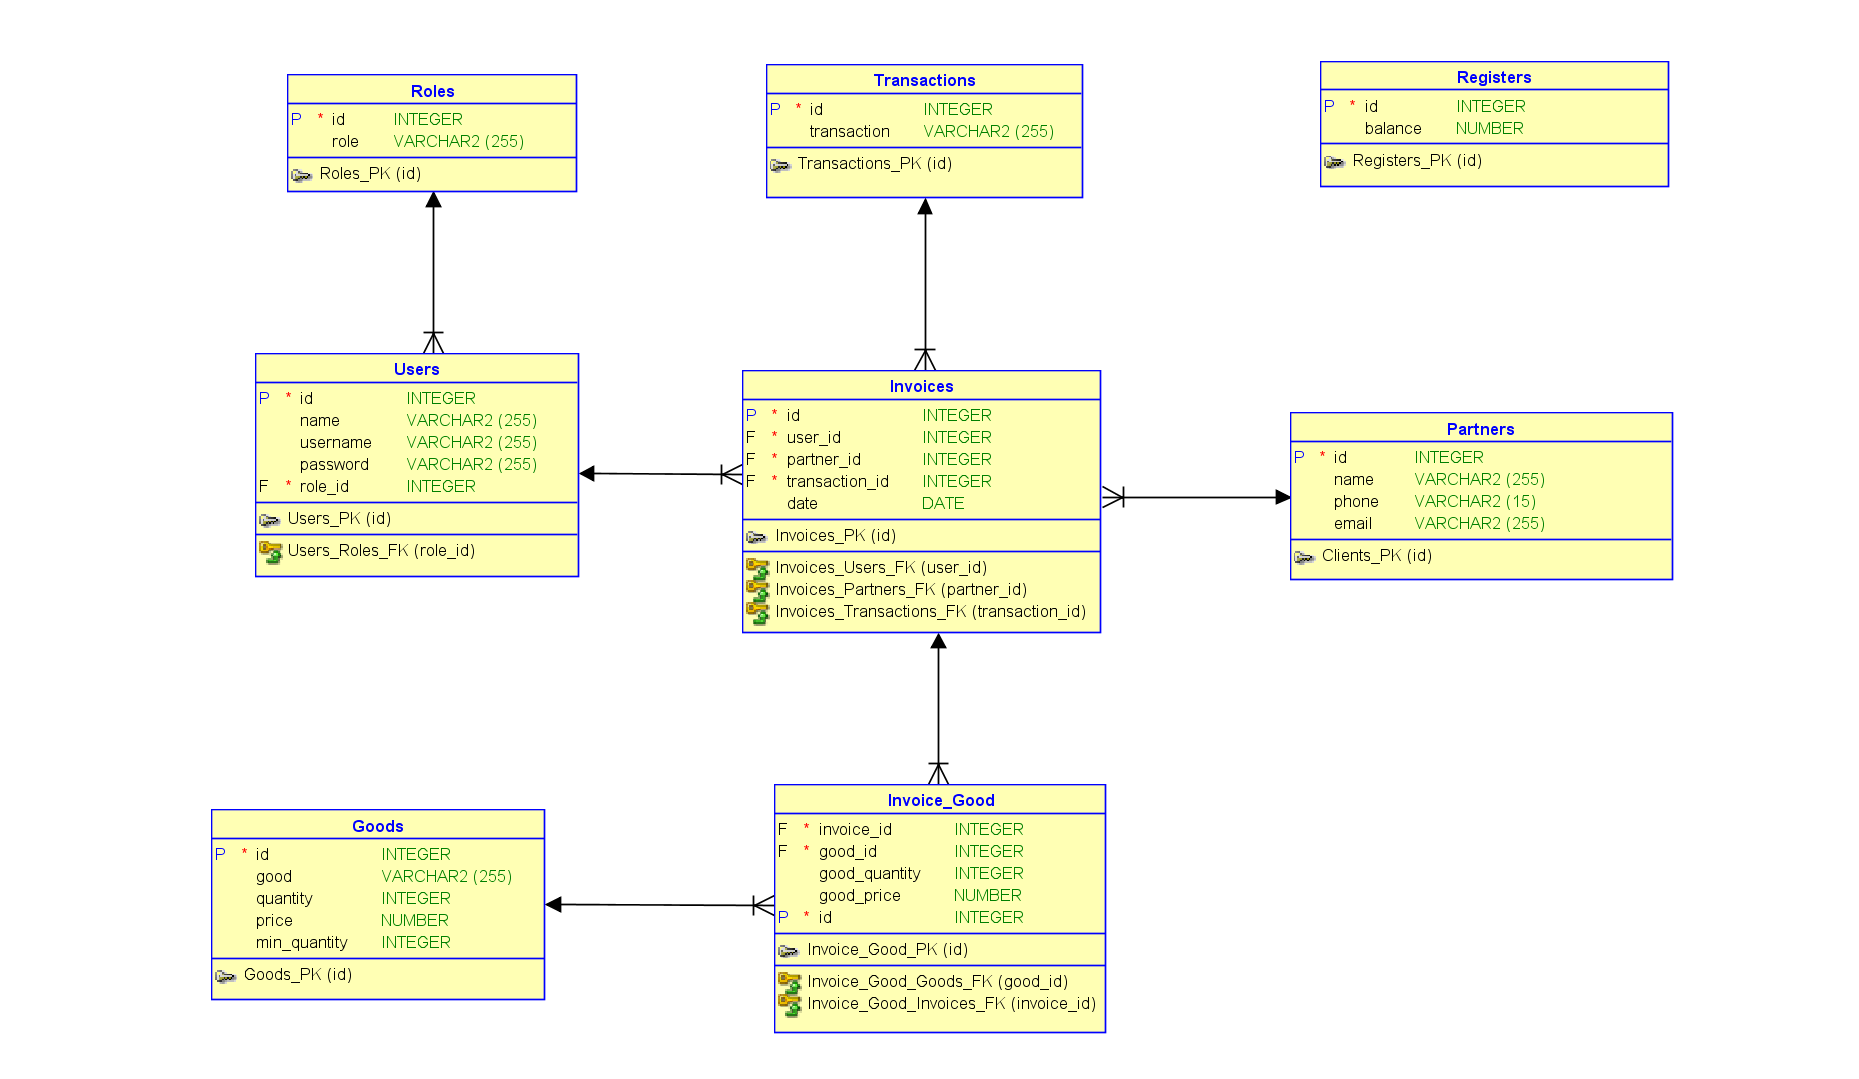 Roles
P * id INTEGER
role VARCHAR2 (255)
Roles_PK (id)
Transactions
P * id INTEGER
transaction VARCHAR2 (255)
Transactions_PK (id)
Registers
P * id INTEGER
balance NUMBER
Registers_PK (id)
Users
P * id INTEGER
name VARCHAR2 (255)
username VARCHAR2 (255)
password VARCHAR2 (255)
F * role_id INTEGER
Users_PK (id)
Users_Roles_FK (role_id)
Invoices
P * id INTEGER
F * user_id INTEGER
F * partner_id INTEGER
F * transaction_id INTEGER
date DATE
Invoices_PK (id)
Invoices_Users_FK (user_id)
Invoices_Partners_FK (partner_id)
Invoices_Transactions_FK (transaction_id)
Partners
P * id INTEGER
name VARCHAR2 (255)
phone VARCHAR2 (15)
email VARCHAR2 (255)
Clients_PK (id)
Goods
P * id INTEGER
good VARCHAR2 (255)
quantity INTEGER
price NUMBER
min_quantity INTEGER
Goods_PK (id)
Invoice_Good
F * invoice_id INTEGER
F * good_id INTEGER
good_quantity INTEGER
good_price NUMBER
P * id INTEGER
Invoice_Good_PK (id)
Invoice_Good_Goods_FK (good_id)
Invoice_Good_Invoices_FK (invoice_id)